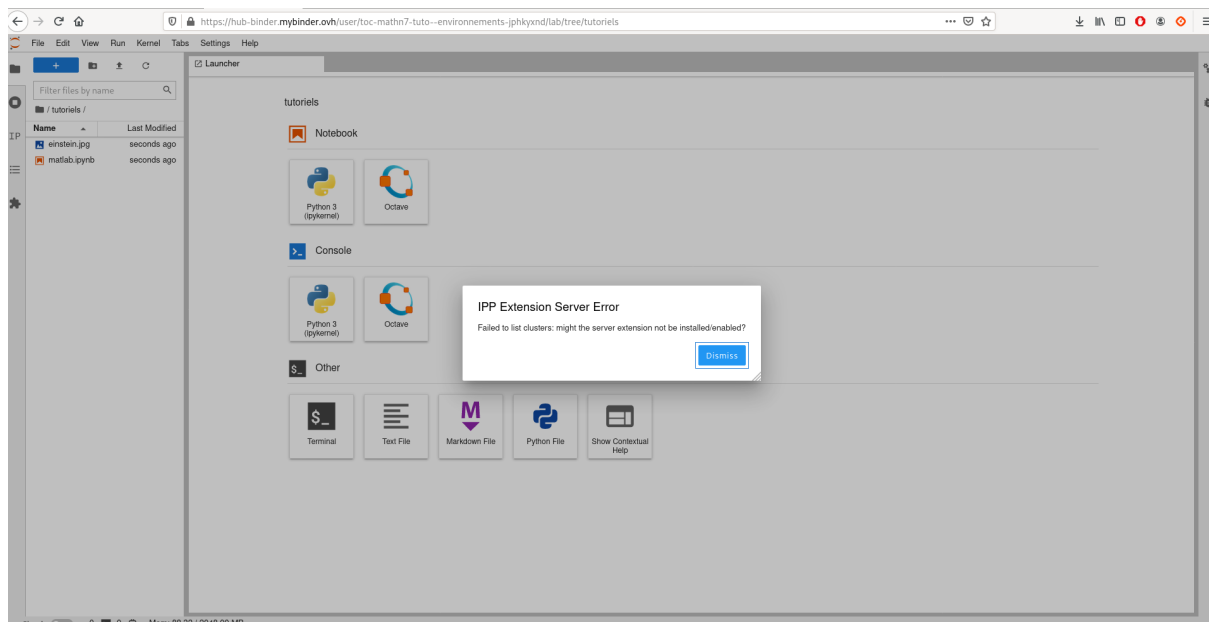 https://hub-binder.mybinder.ovh/user/toc-mathn7-tuto--environnements-jphkyxnd/lab/tree/tutoriels
File Edit View Run Kernel Tabs Settings Help
+
Launcher
Filter files by name
/ tutoriels /
Name Last Modified
einstein.jpg seconds ago
matlab.ipynb seconds ago
IP
tutoriels
Notebook
Python 3 (ipykernel)
Octave
Console
Python 3 (ipykernel)
Octave
IPP Extension Server Error
Failed to list clusters: might the server extension not be installed/enabled?
Dismiss
$_ Other
$_
M
Terminal
Text File
Markdown File
Python File
Show Contextual
Help